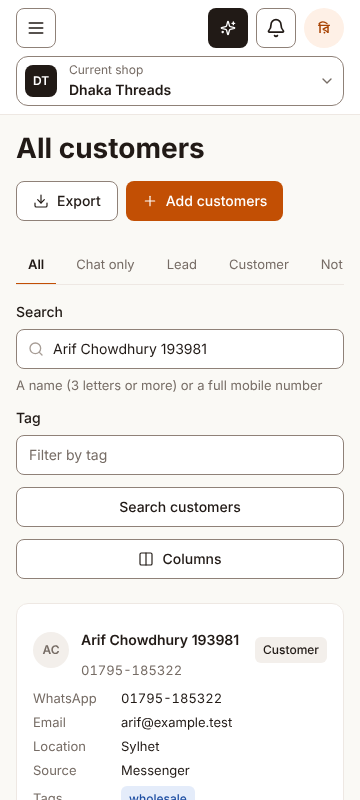 রি
DT
Current shop
Dhaka Threads
All customers
Export
Add customers
All Chat only Lead Customer Not
Search
Arif Chowdhury 193981
A name (3 letters or more) or a full mobile number
Tag
Filter by tag
Search customers
Columns
AC
Arif Chowdhury 193981
Customer
01795-185322
WhatsApp 01795-185322
Email arif@example.test
Location Sylhet
Source Messenger
Tags wholesale